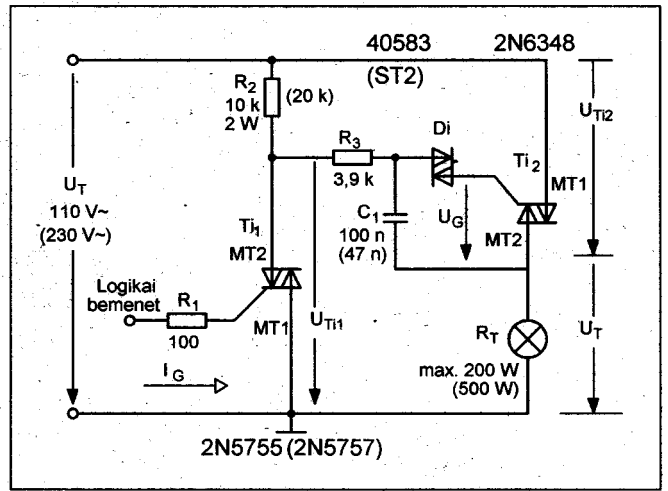 40583
(ST2)
2N6348
R2
10 k
2 W
(20 k)
R3
3,9 k
Di
Ti2
MT1
MT2
UTi2
UT
110 V~
(230 V~)
Ti1
MT2
C1
100 n
(47 n)
UG
Logikai
bemenet
R1
100
MT1
UTi1
IG
RT
max. 200 W
(500 W)
UT
2N5755 (2N5757)